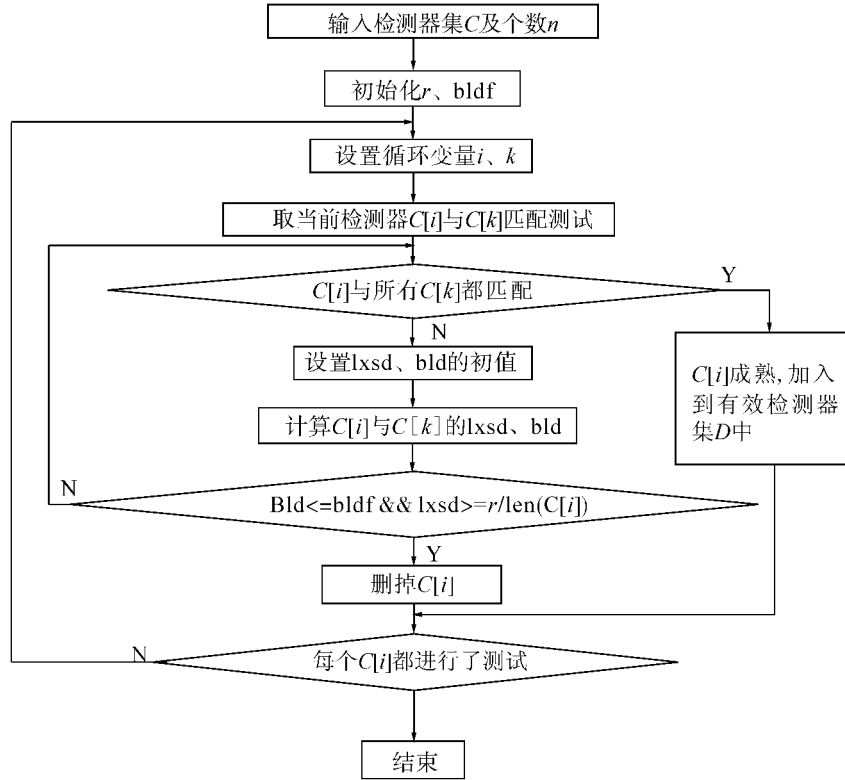 输入检测器集C及个数n
初始化r、bldf
设置循环变量i、k
取当前检测器C[i]与C[k]匹配测试
C[i]与所有C[k]都匹配
Y
N
设置lxsd、bld的初值
C[i]成熟,加入
到有效检测器
集D中
计算C[i]与C[k]的lxsd、bld
N
Bld<=bldf && lxsd>=r/len(C[i])
Y
删掉C[i]
N
每个C[i]都进行了测试
结束